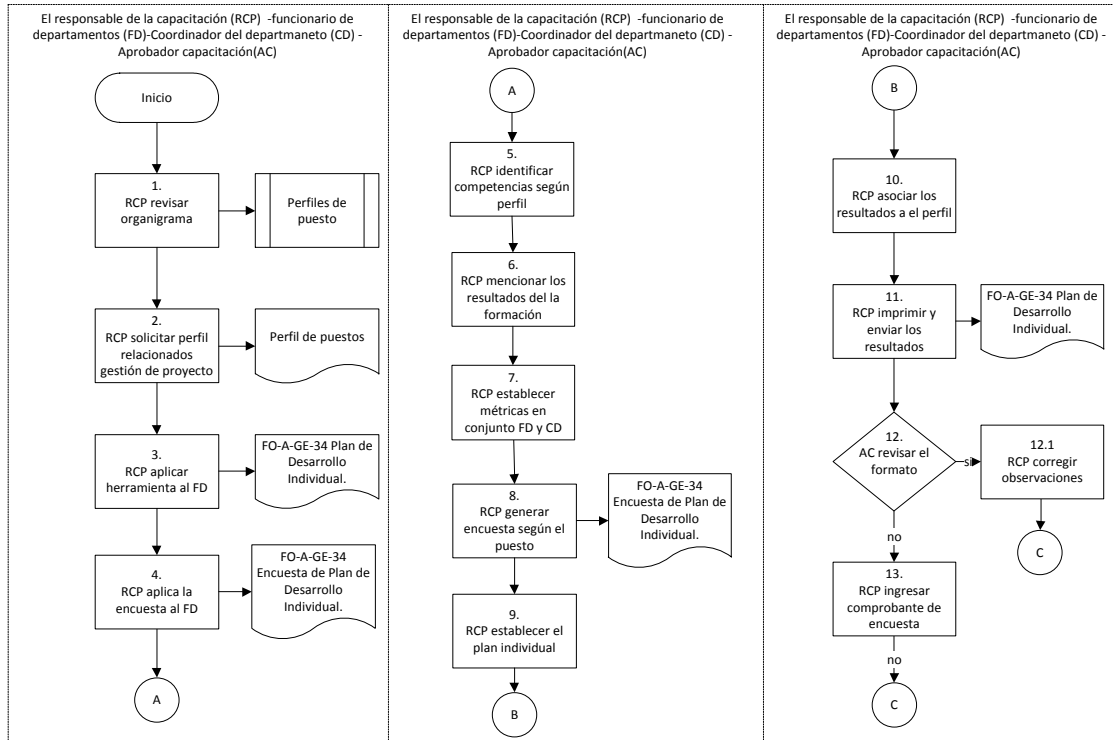 El responsable de la capacitación (RCP) -funcionario de
departamentos (FD)-Coordinador del departmaneto (CD) -
Aprobador capacitación(AC)
Inicio
1.
RCP revisar
organigrama
Perfiles de
puesto
2.
RCP solicitar perfil
relacionados
gestión de proyecto
Perfil de puestos
3.
RCP aplicar
herramienta al FD
FO-A-GE-34 Plan de
Desarrollo
Individual.
4.
RCP aplica la
encuesta al FD
FO-A-GE-34
Encuesta de Plan de
Desarrollo
Individual.
A
El responsable de la capacitación (RCP) -funcionario de
departamentos (FD)-Coordinador del departmaneto (CD) -
Aprobador capacitación(AC)
A
5.
RCP identificar
competencias según
perfil
6.
RCP mencionar los
resultados del la
formación
7.
RCP establecer
métricas en
conjunto FD y CD
8.
RCP generar
encuesta según el
puesto
FO-A-GE-34
Encuesta de Plan de
Desarrollo
Individual.
9.
RCP establecer el
plan individual
B
El responsable de la capacitación (RCP) -funcionario de
departamentos (FD)-Coordinador del departmaneto (CD) -
Aprobador capacitación(AC)
B
10.
RCP asociar los
resultados a el perfil
11.
RCP imprimir y
enviar los
resultados
FO-A-GE-34 Plan de
Desarrollo
Individual.
12.
AC revisar el
formato
si
12.1
RCP corregir
observaciones
C
no
13.
RCP ingresar
comprobante de
encuesta
no
C